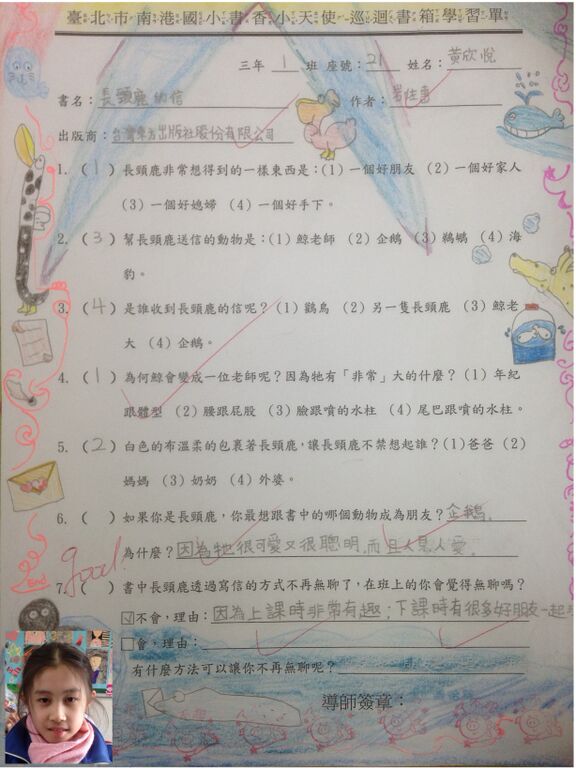 臺北市南港國小書香小天使巡迴書箱學習單
三年 1 班 座號：21 姓名：黃欣悅
書名：長頸鹿的信 作者：岩佐惠
出版商：台灣東方出版社股份有限公司
1.（1）長頸鹿非常想得到的一樣東西是：(1) 一個好朋友 (2) 一個好家人
(3) 一個好媳婦 (4) 一個好手下。
2.（3）幫長頸鹿送信的動物是：(1) 鯨老師 (2) 企鵝 (3) 鵜鶘 (4) 海
豹。
3.（4）是誰收到長頸鹿的信呢？(1) 鸛鳥 (2) 另一隻長頸鹿 (3) 鯨老
大 (4) 企鵝。
4.（1）為何鯨會變成一位老師呢？因為牠有「非常」大的什麼？(1) 年紀
跟體型 (2) 腰跟屁股 (3) 臉跟噴的水柱 (4) 尾巴跟噴的水柱。
5.（2）白色的布溫柔的包裹著長頸鹿，讓長頸鹿不禁想起誰？(1) 爸爸 (2)
媽媽 (3) 奶奶 (4) 外婆。
6.（ ）如果你是長頸鹿，你最想跟書中的哪個動物成為朋友？企鵝。
為什麼？因為牠很可愛又很聰明，而且人見人愛。
good!
7.（ ）書中長頸鹿透過寫信的方式不再無聊了，在班上的你會覺得無聊嗎？
☑不會，理由：因為上課時非常有趣；下課時有很多好朋友一起
□會，理由：
有什麼方法可以讓你不再無聊呢？
導師簽章：